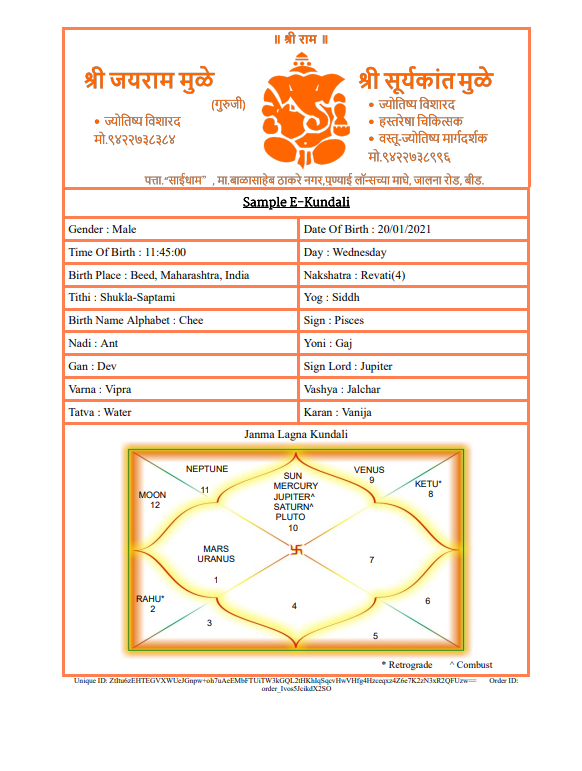 ॥ श्री राम ॥
श्री जयराम मुळे
(गुरुजी)
• ज्योतिष्य विशारद
मो.९४२२७३८३८४
श्री सूर्यकांत मुळे
• ज्योतिष्य विशारद
• हस्तरेषा चिकित्सक
• वस्तू-ज्योतिष्य मार्गदर्शक
मो.९४२२७३८९९६
पत्ता.“साईधाम” , मा.बाळासाहेब ठाकरे नगर,पुण्याई लॉन्सच्या माघे, जालना रोड, बीड.
Sample E-Kundali
Gender : Male
Date Of Birth : 20/01/2021
Time Of Birth : 11:45:00
Day : Wednesday
Birth Place : Beed, Maharashtra, India
Nakshatra : Revati(4)
Tithi : Shukla-Saptami
Yog : Siddh
Birth Name Alphabet : Chee
Sign : Pisces
Nadi : Ant
Yoni : Gaj
Gan : Dev
Sign Lord : Jupiter
Varna : Vipra
Vashya : Jalchar
Tatva : Water
Karan : Vanija
Janma Lagna Kundali
NEPTUNE
11
MOON
12
SUN
MERCURY
JUPITER^
SATURN^
PLUTO
10
VENUS
9
KETU*
8
MARS
URANUS
1
7
RAHU*
2
3
4
5
6
* Retrograde ^ Combust
Unique ID: Order ID: